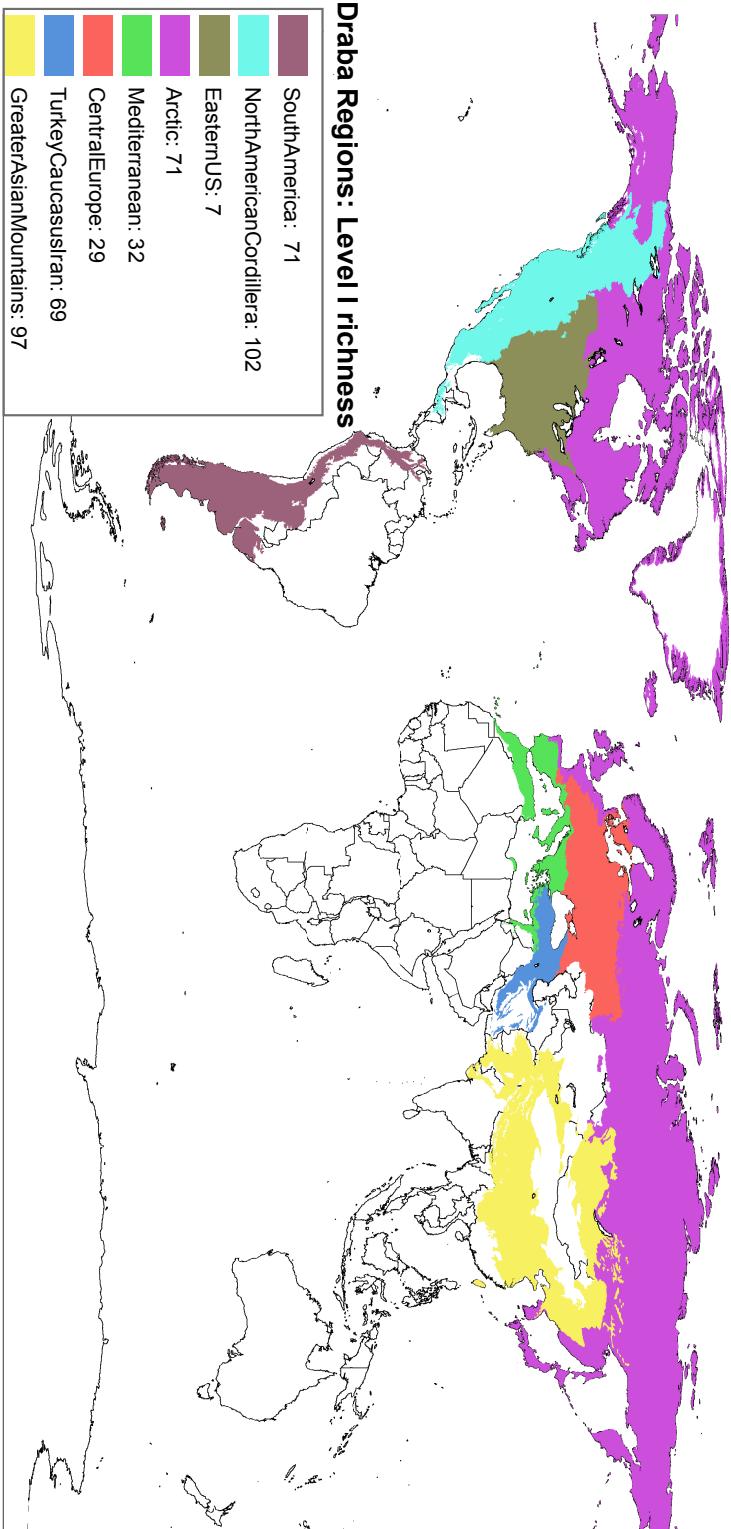 Draba Regions: Level I richness
SouthAmerica: 71
NorthAmericanCordillera: 102
EasternUS: 7
Arctic: 71
Mediterranean: 32
CentralEurope: 29
TurkeyCaucasusIran: 69
GreaterAsianMountains: 97